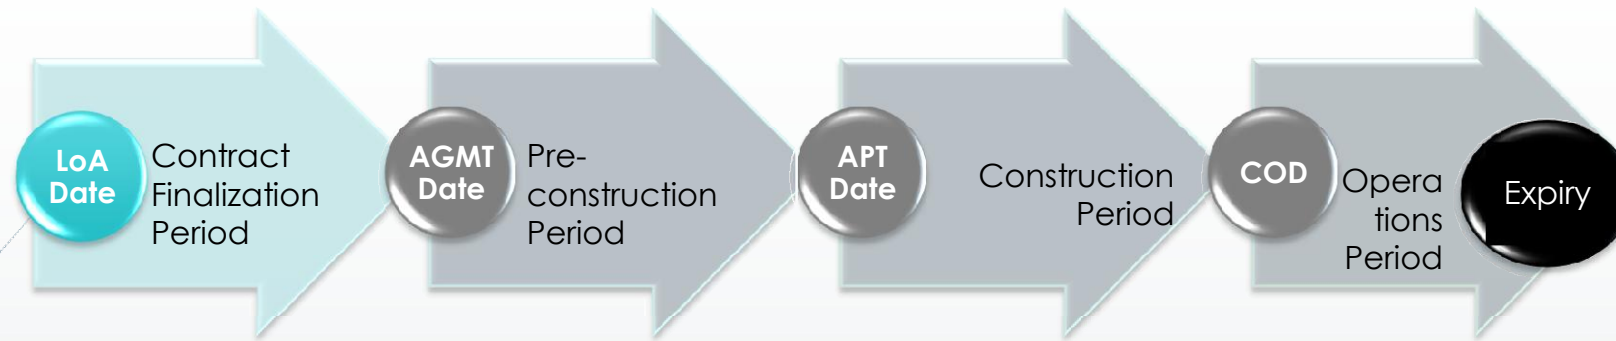 LoA
Date
Contract
Finalization
Period
AGMT
Date
Pre-
construction
Period
APT
Date
Construction
Period
COD
Opera
tions
Period
Expiry